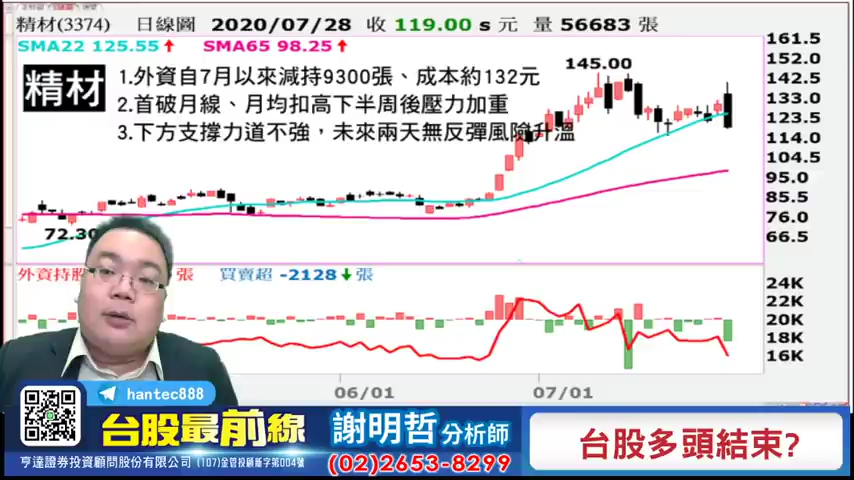 精材(3374) 日線圖 2020/07/28 收 119.00 s 元 量 56683 張
SMA22 125.55 SMA65 98.25
精材
1.外資自7月以來減持9300張、成本約132元
2.首破月線、月均扣高下半周後壓力加重
3.下方支撐力道不強，未來兩天無反彈風險升溫
145.00
72.30
161.5
152.0
142.5
133.0
123.5
114.0
104.5
95.0
85.5
76.0
66.5
外資持股 張 買賣超 -2128 張
24K
22K
20K
18K
16K
06/01 07/01
hantec888
台股最前線
亨達證券投資顧問股份有限公司 (107)金管投顧新字第004號
謝明哲 分析師
(02)2653-8299
台股多頭結束?